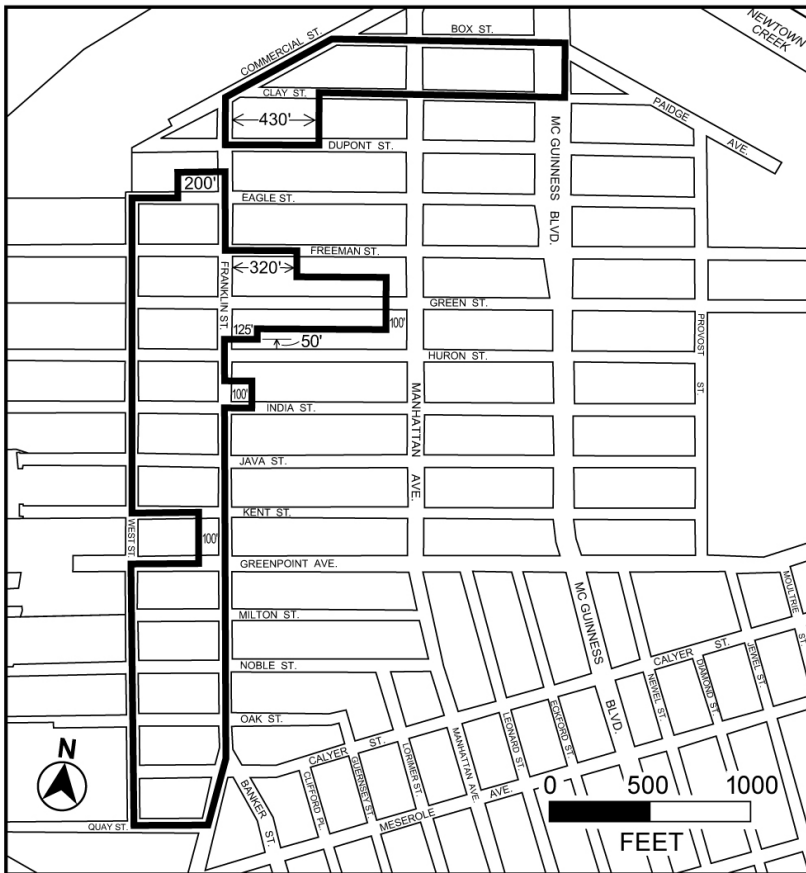 BOX ST.
NEWTOWN
CREEK
COMMERCIAL ST.
CLAY ST.
PAIDGE
AVE.
430'
DUPONT ST.
MC GUINNESS BLVD.
200'
EAGLE ST.
FREEMAN ST.
FRANKLIN ST.
320'
GREEN ST.
125'
100'
50'
PROVOST
ST.
HURON ST.
100'
INDIA ST.
MANHATTAN
AVE.
JAVA ST.
KENT ST.
WEST ST.
100'
GREENPOINT AVE.
MOULTRIE
ST.
MC GUINNESS
BLVD.
MILTON ST.
CALYER ST.
JEWEL ST.
DIAMOND ST.
NEWEL ST.
NOBLE ST.
ECKFORD ST.
LEONARD ST.
MANHATTAN AVE.
LORIMER ST.
OAK ST.
CALYER ST.
GUERNSEY ST.
CLIFFORD PL.
BANKER
ST.
MESEROLE AVE.
N
QUAY ST.
0 500 1000
FEET